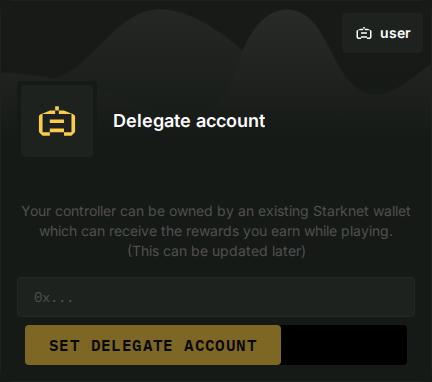 user
Delegate account
Your controller can be owned by an existing Starknet wallet
which can receive the rewards you earn while playing.
(This can be updated later)
0x...
SET DELEGATE ACCOUNT